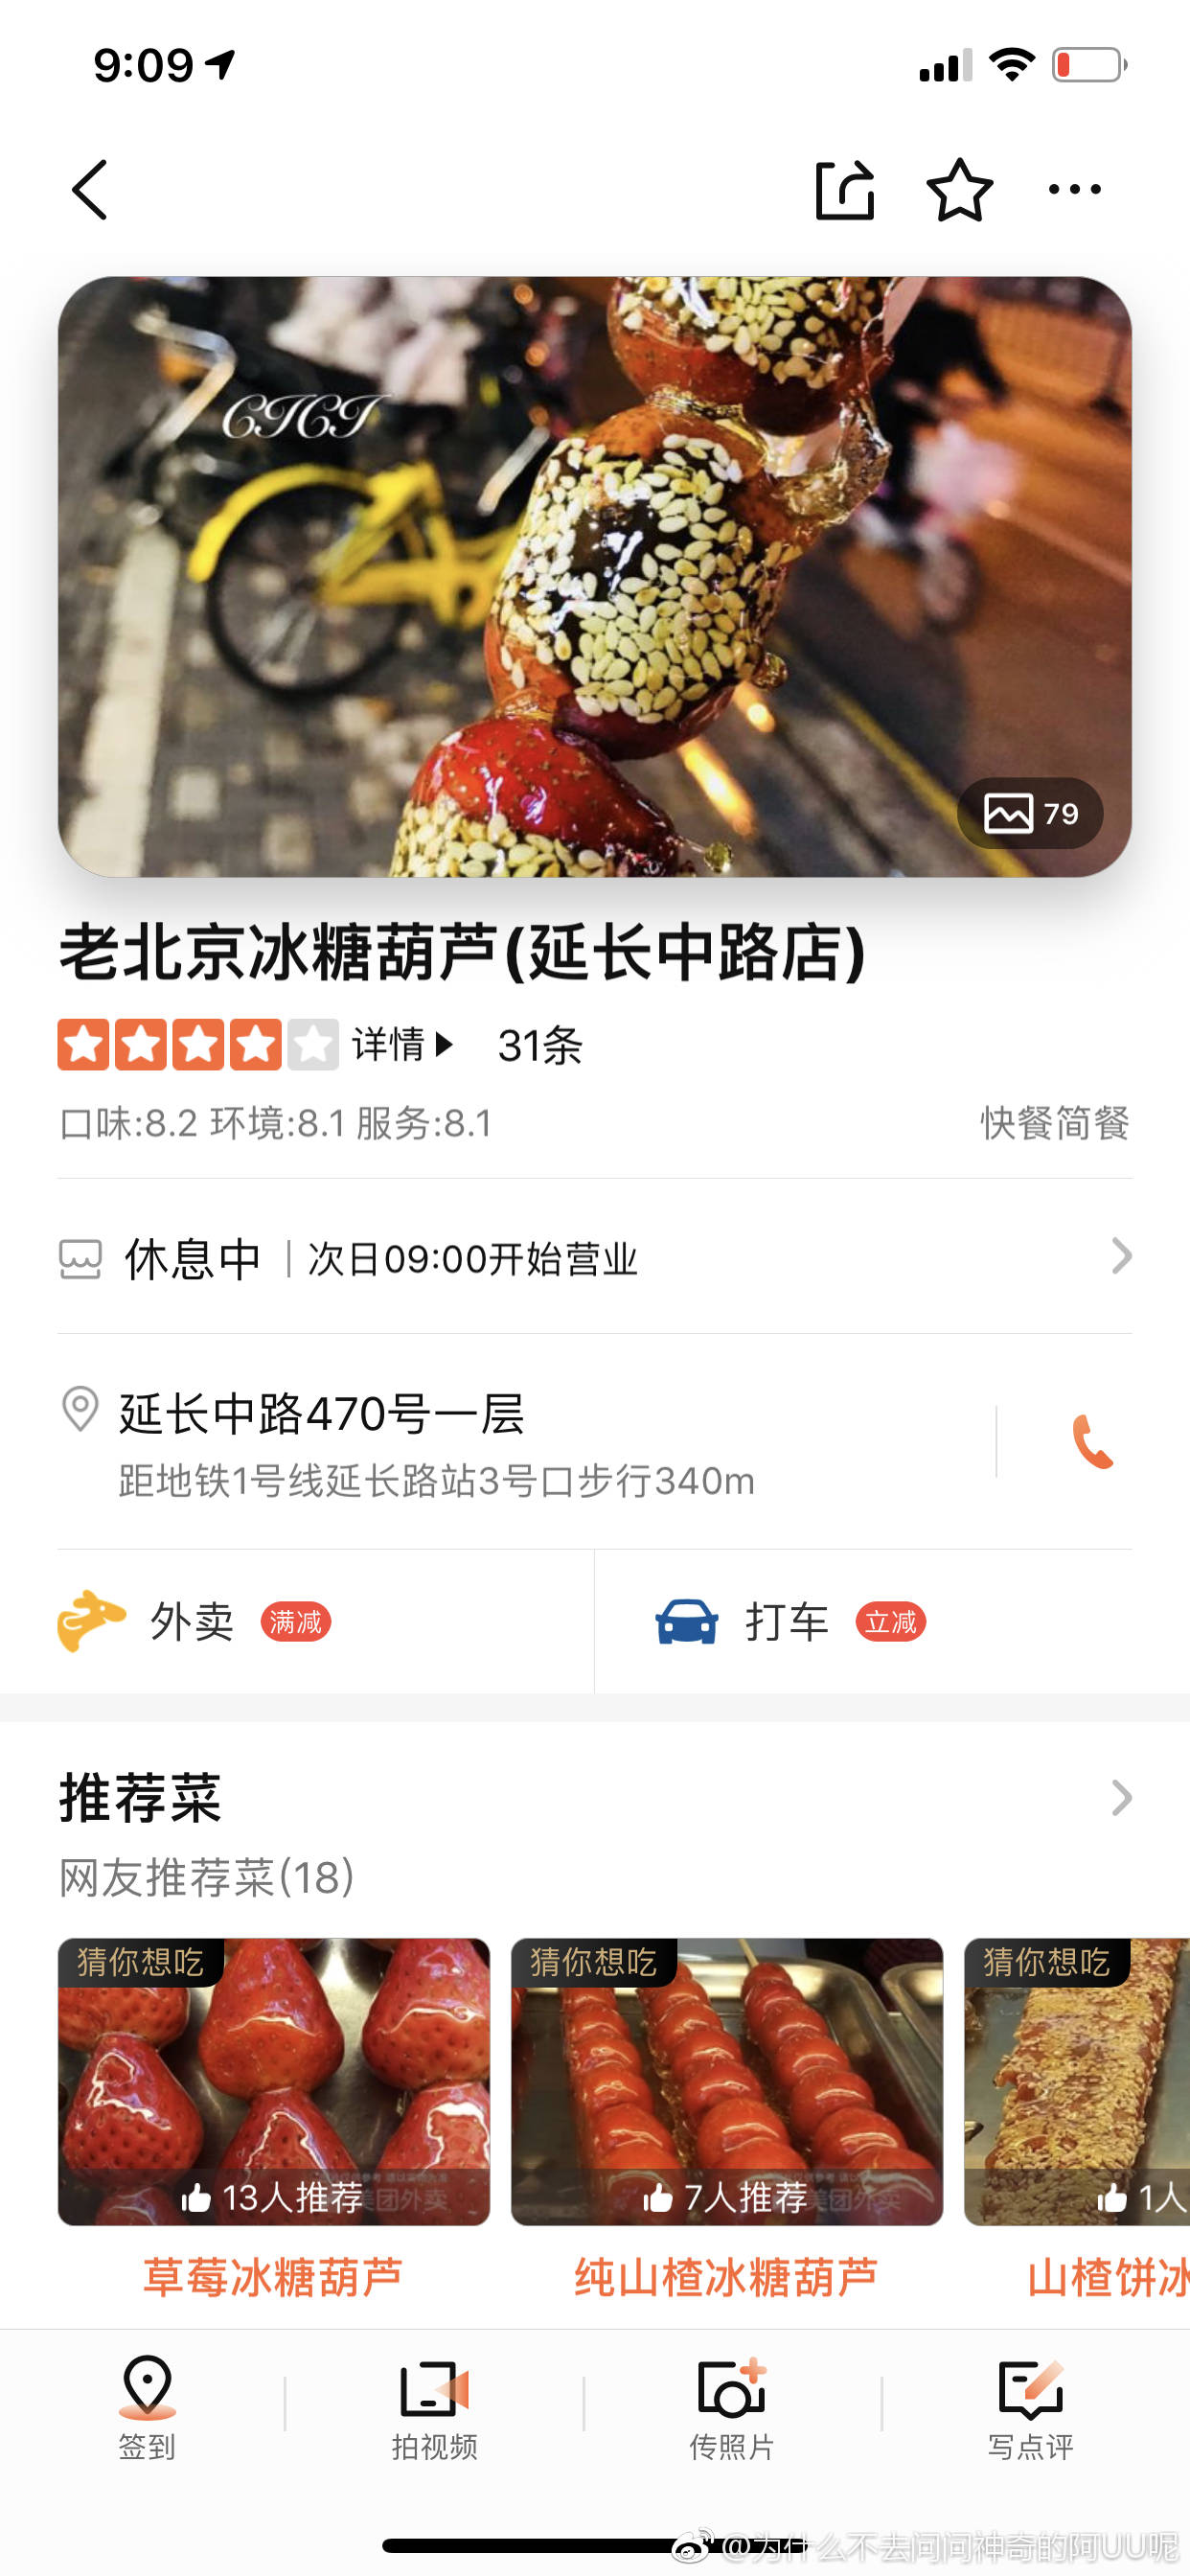 9:09
CICI
79
老北京冰糖葫芦(延长中路店)
详情 31条
口味:8.2 环境:8.1 服务:8.1 快餐简餐
休息中 | 次日09:00开始营业
延长中路470号一层
距地铁1号线延长路站3号口步行340m
外卖 满减 打车 立减
推荐菜
网友推荐菜(18)
猜你想吃 猜你想吃 猜你想吃
13人推荐 7人推荐 1人
美团外卖 美团外卖
草莓冰糖葫芦 纯山楂冰糖葫芦 山楂饼冰
签到 拍视频 传照片 写点评
@为什么不去问问神奇的阿UU呢